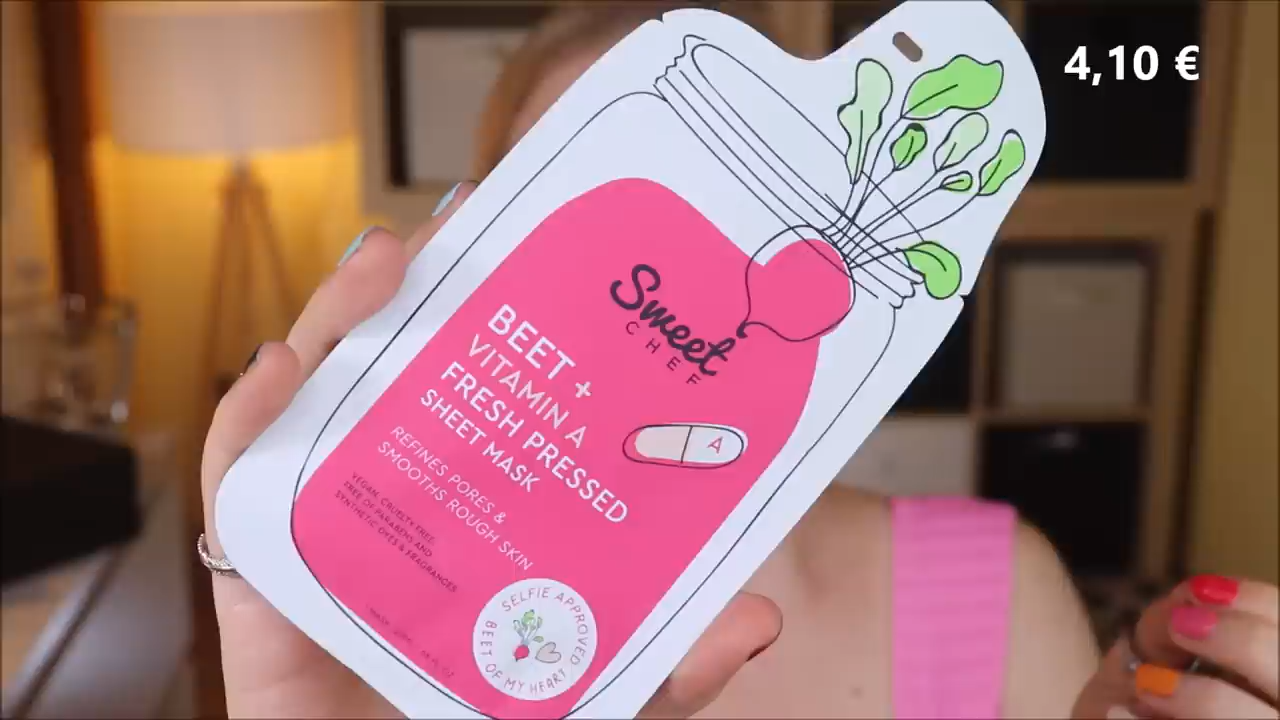 4,10 €
Sweet
CHEF
BEET +
VITAMIN A
FRESH PRESSED
SHEET MASK
A
REFINES PORES &
SMOOTHS ROUGH SKIN
VEGAN, CRUELTY FREE,
FREE OF PARABENS AND
SYNTHETIC DYES & FRAGRANCES
SELFIE APPROVED
BEET OF MY HEART